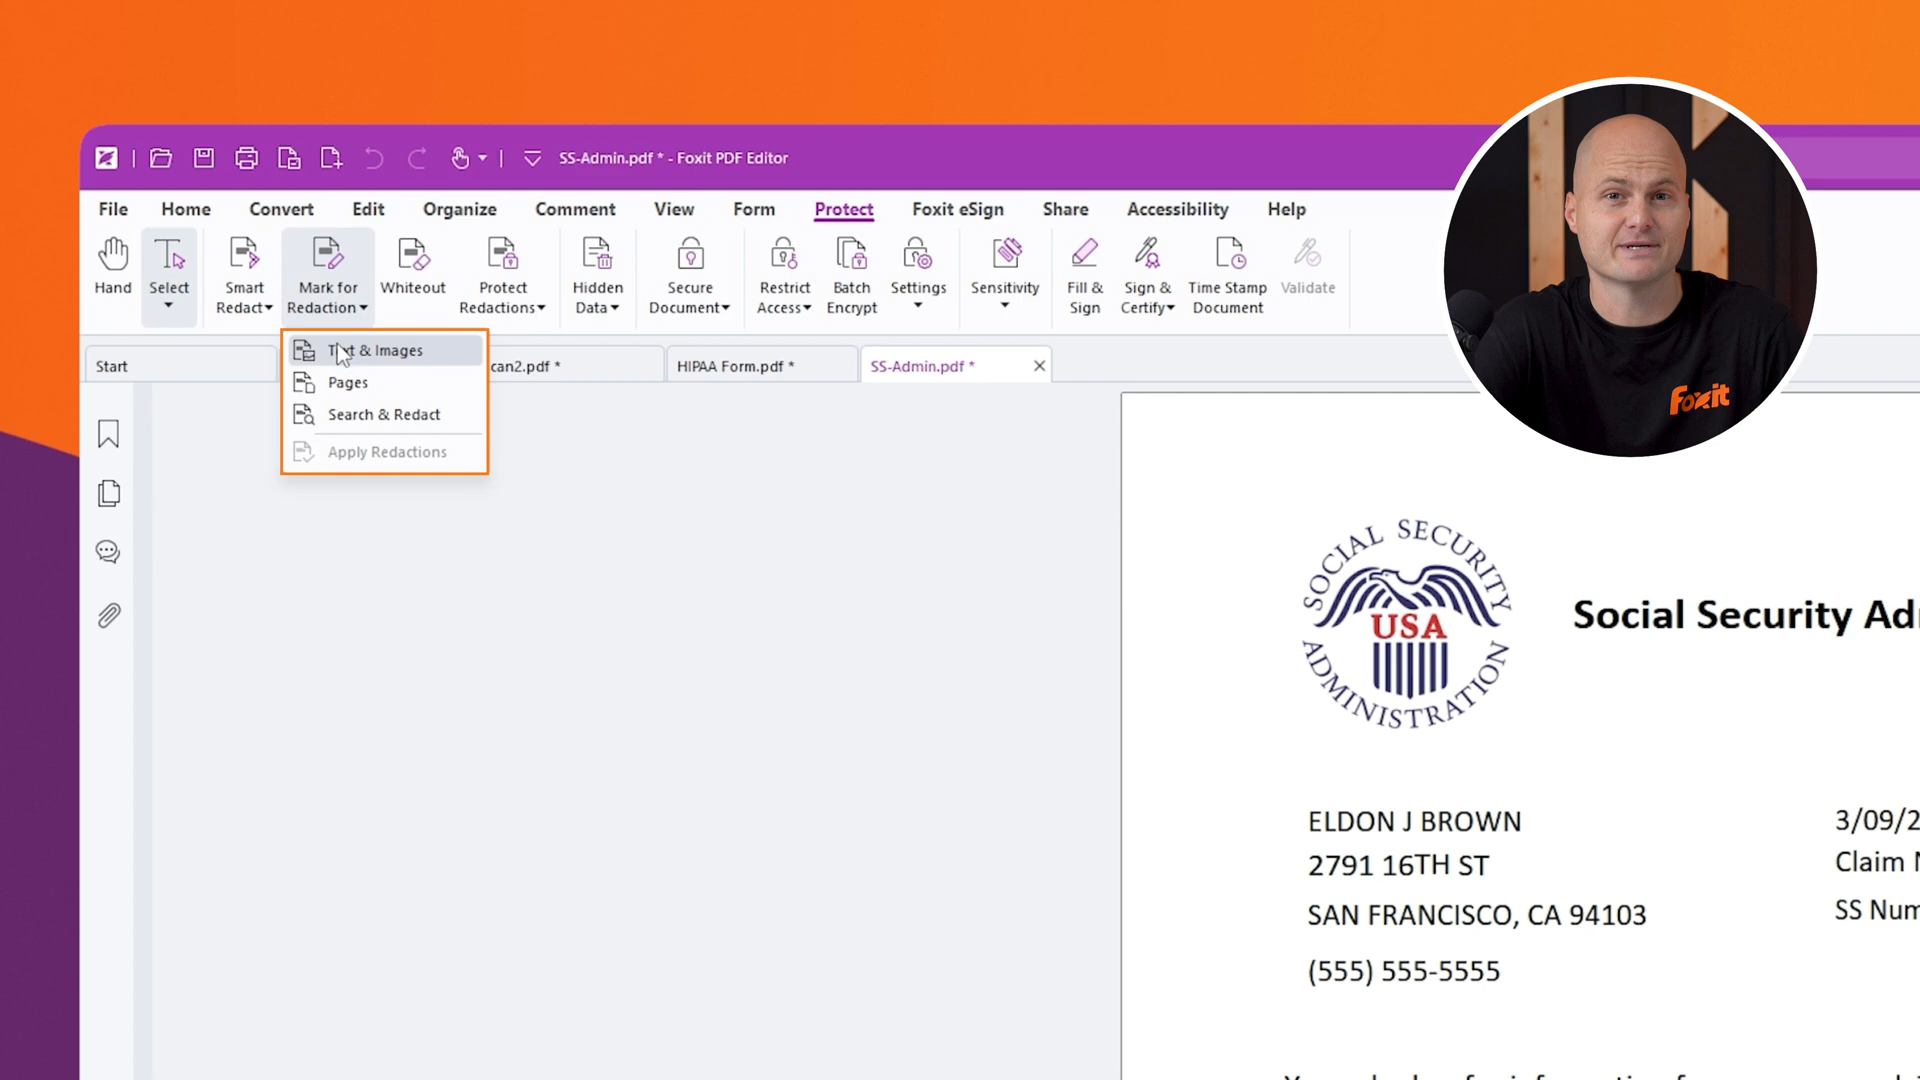 SS-Admin.pdf * - Foxit PDF Editor
File Home Convert Edit Organize Comment View Form Protect Foxit eSign Share Accessibility Help
Hand Select Smart Redact Mark for Redaction Whiteout Protect Redactions Hidden Data Secure Document Restrict Access Batch Encrypt Settings Sensitivity Fill & Sign Sign & Certify Time Stamp Document Validate
Start can2.pdf * HIPAA Form.pdf * SS-Admin.pdf *
Text & Images
Pages
Search & Redact
Apply Redactions
Foxit
SOCIAL SECURITY ADMINISTRATION
USA
Social Security Ad
ELDON J BROWN
2791 16TH ST
SAN FRANCISCO, CA 94103
(555) 555-5555
3/09/2
Claim N
SS Num